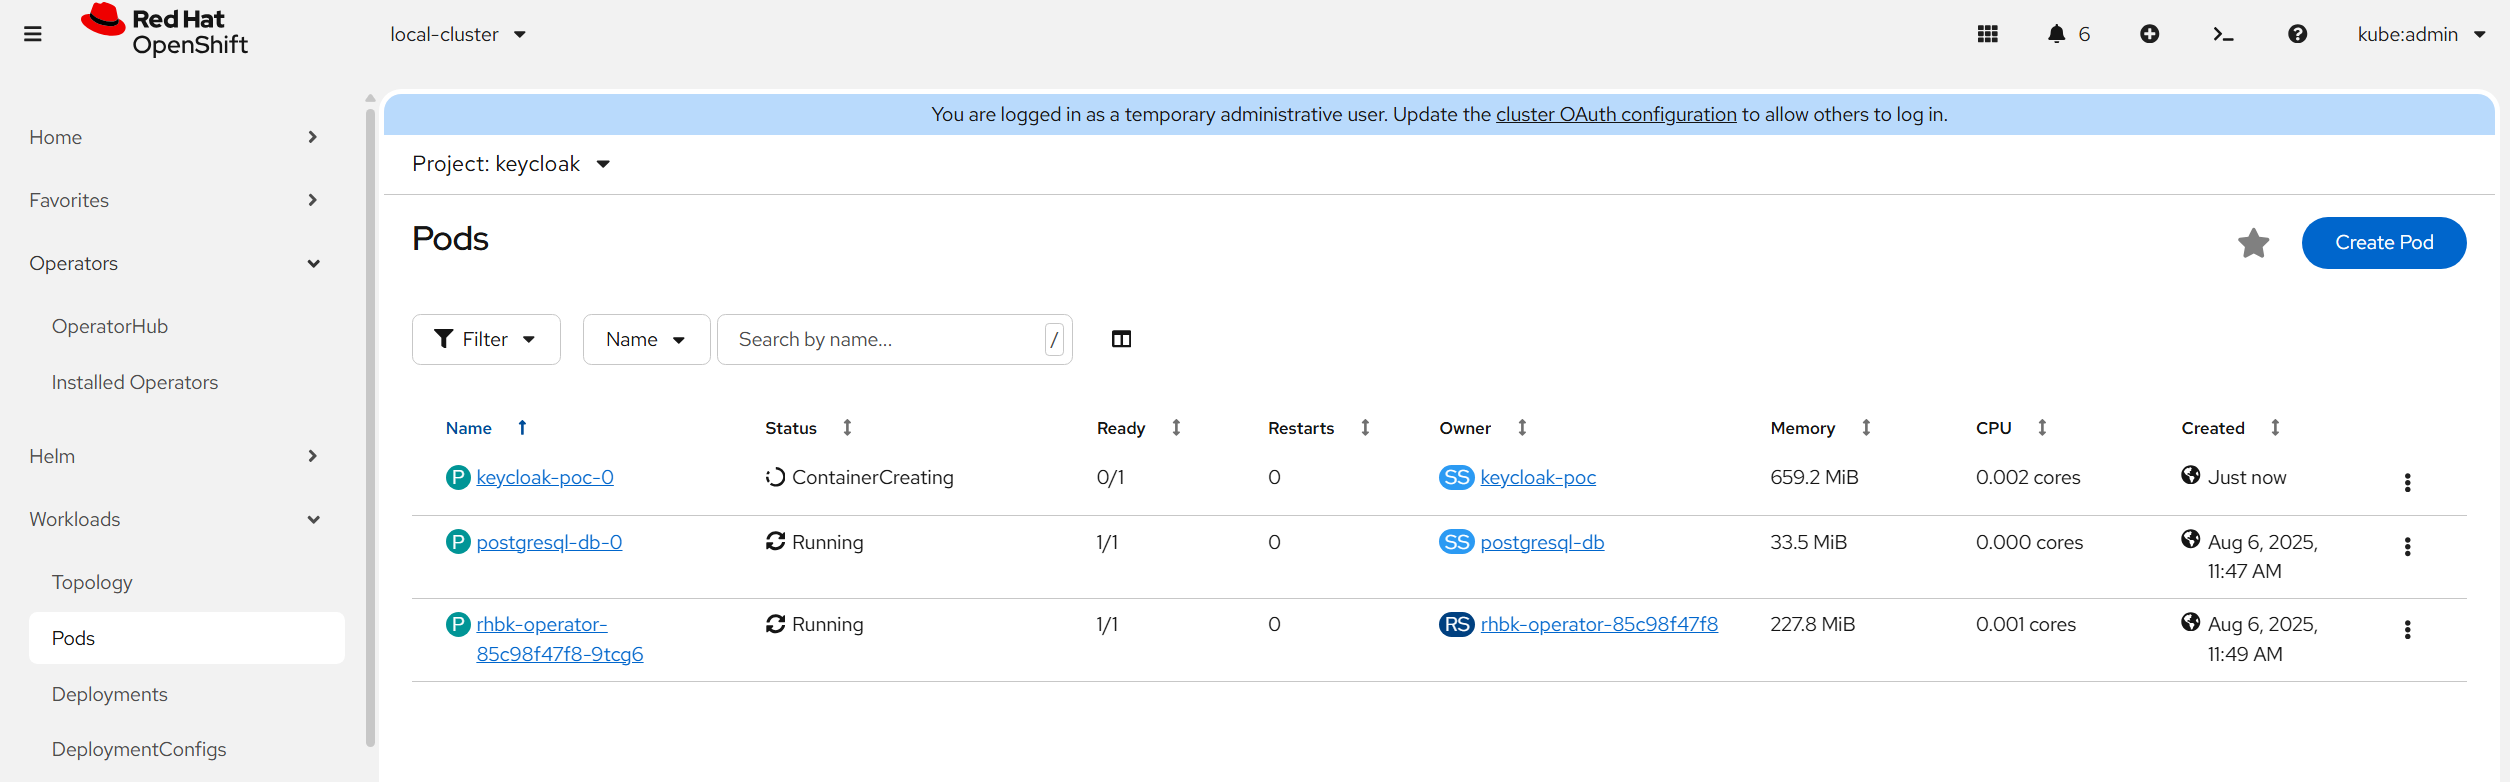 Red Hat
OpenShift
local-cluster
6
kube:admin
Home
Favorites
Operators
OperatorHub
Installed Operators
Helm
Workloads
Topology
Pods
Deployments
DeploymentConfigs
You are logged in as a temporary administrative user. Update the cluster OAuth configuration to allow others to log in.
Project: keycloak
Pods
Create Pod
Filter
Name
Search by name...
/
Name Status Ready Restarts Owner Memory CPU Created
P keycloak-poc-0 ContainerCreating 0/1 0 SS keycloak-poc 659.2 MiB 0.002 cores Just now
P postgresql-db-0 Running 1/1 0 SS postgresql-db 33.5 MiB 0.000 cores Aug 6, 2025,
11:47 AM
P rhbk-operator- Running 1/1 0 RS rhbk-operator-85c98f47f8 227.8 MiB 0.001 cores Aug 6, 2025,
85c98f47f8-9tcg6 11:49 AM